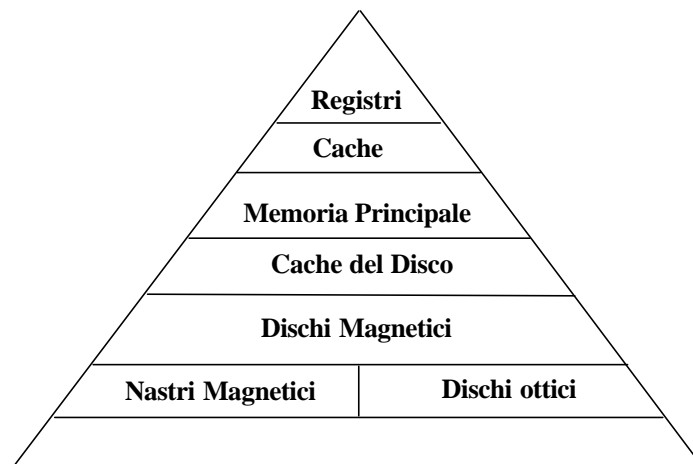 Registri
Cache
Memoria Principale
Cache del Disco
Dischi Magnetici
Nastri Magnetici
Dischi ottici